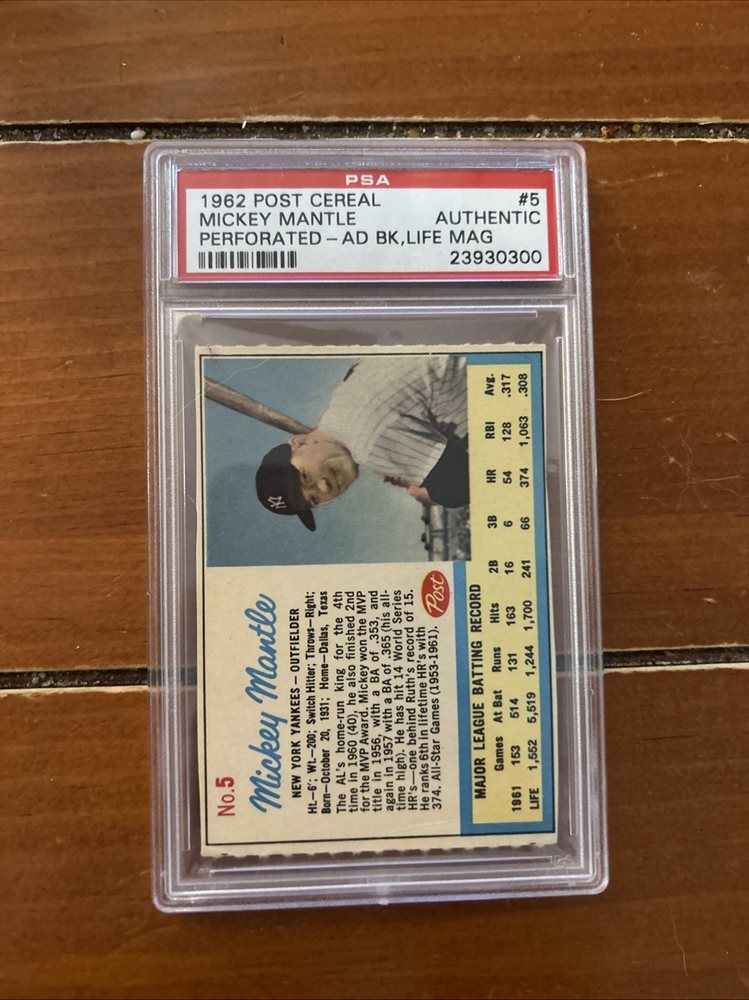 PSA
1962 POST CEREAL #5
MICKEY MANTLE AUTHENTIC
PERFORATED - AD BK, LIFE MAG
23930300
No.5
Mickey Mantle
NEW YORK YANKEES — OUTFIELDER
Ht.—6'; Wt.—200; Switch Hitter; Throws—Right;
Born—October 20, 1931; Home—Dallas, Texas
The AL's home-run king for the 4th
time in 1960 (40), he also finished 2nd
for the MVP Award. Mickey won the MVP
title in 1956, with a BA of .353, and
again in 1957 with a BA of .365 (his all-
time high). He has hit 14 World Series
HR's—one behind Ruth's record of 15.
He ranks 6th in lifetime HR's with
374. All-Star Games (1953-1961).
Post
NY
MAJOR LEAGUE BATTING RECORD
Games At Bat Runs Hits 2B 3B HR RBI Avg.
1961 153 514 131 163 16 6 54 128 .317
LIFE 1,552 5,519 1,244 1,700 241 66 374 1,063 .308